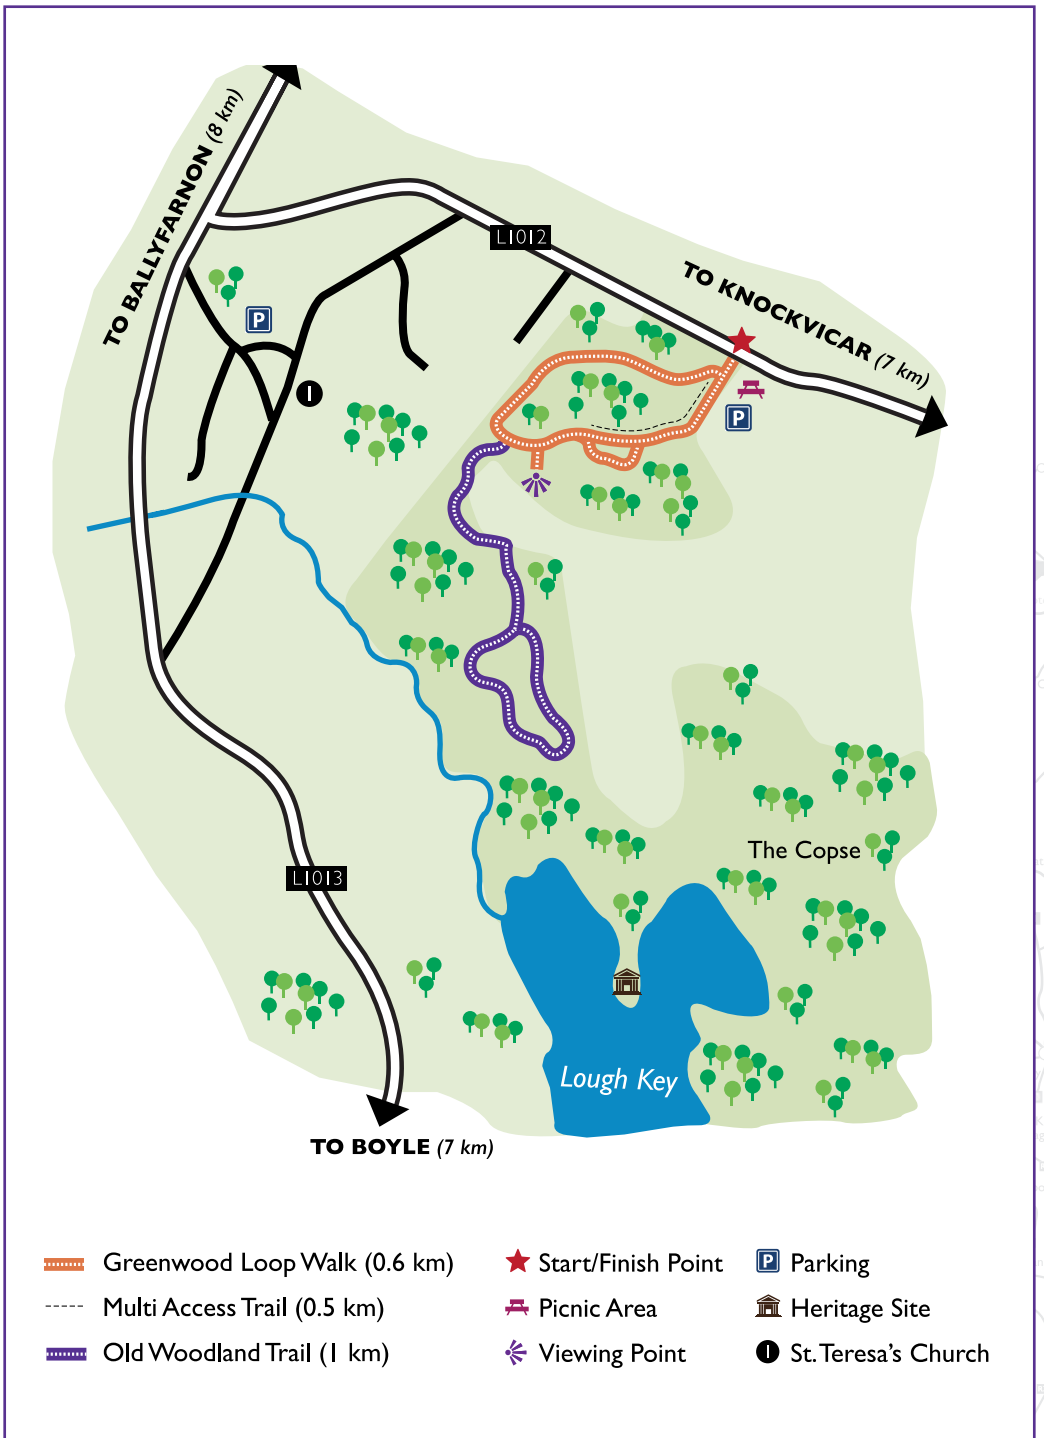 TO BALLYFARNON (8 km)
L1012
TO KNOCKVICAR (7 km)
P
I
P
The Copse
L1013
Lough Key
TO BOYLE (7 km)
Greenwood Loop Walk (0.6 km)
Multi Access Trail (0.5 km)
Old Woodland Trail (1 km)
Start/Finish Point
Picnic Area
Viewing Point
P Parking
Heritage Site
I St. Teresa's Church